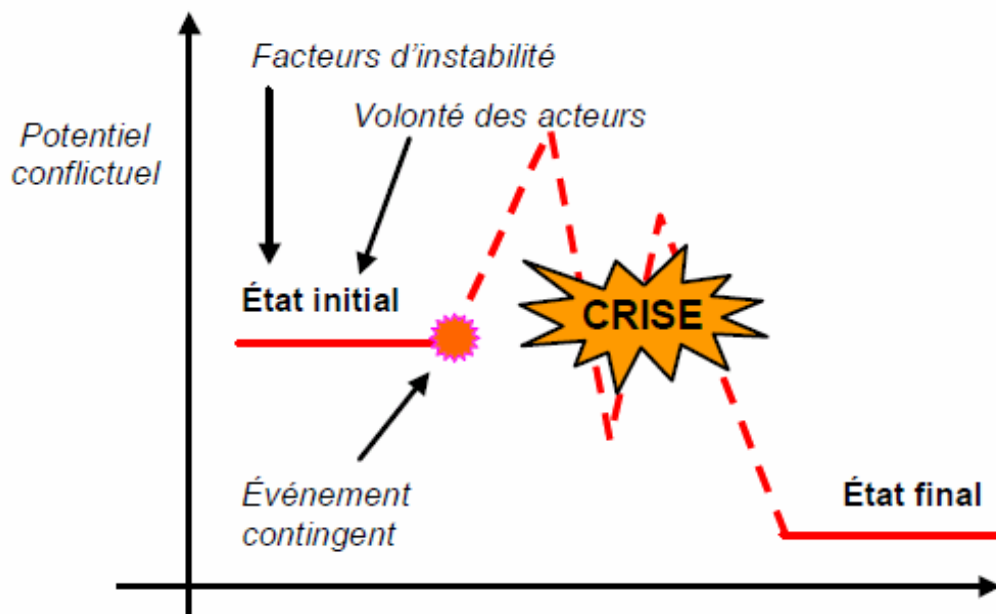 Facteurs d'instabilité
Volonté des acteurs
Potentiel
conflictuel
État initial
CRISE
Événement
contingent
État final